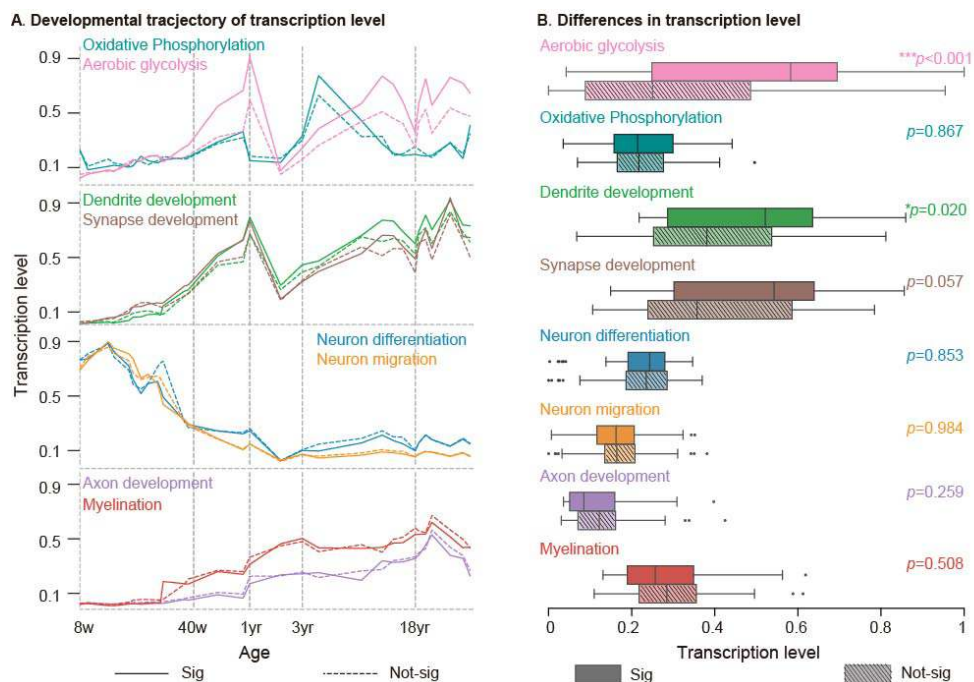 A. Developmental tracjectory of transcription level
Oxidative Phosphorylation
Aerobic glycolysis
0.9
0.5
0.1
Dendrite development
Synapse development
0.9
0.5
0.1
Neuron differentiation
Neuron migration
0.9
0.5
0.1
Axon development
Myelination
0.9
0.5
0.1
Transcription level
8w 40w 1yr 3yr 18yr
Age
Sig Not-sig
B. Differences in transcription level
Aerobic glycolysis
***p<0.001
Oxidative Phosphorylation
p=0.867
Dendrite development
*p=0.020
Synapse development
p=0.057
Neuron differentiation
p=0.853
Neuron migration
p=0.984
Axon development
p=0.259
Myelination
p=0.508
0 0.2 0.4 0.6 0.8 1
Transcription level
Sig Not-sig